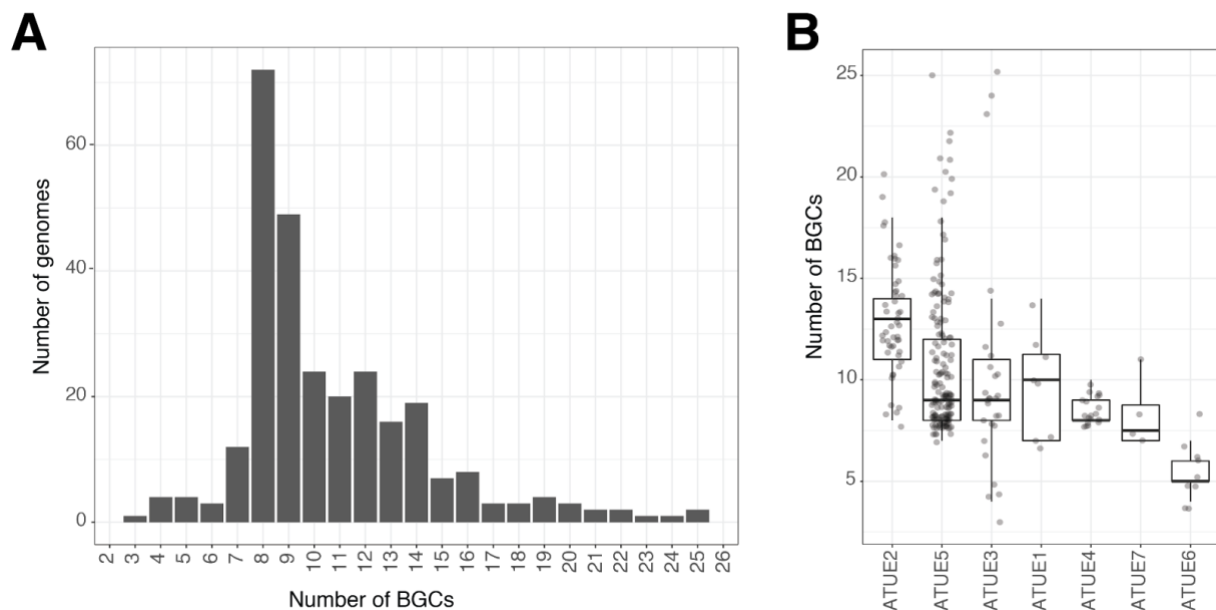 A
Number of genomes
60
40
20
0
2 3 4 5 6 7 8 9 10 11 12 13 14 15 16 17 18 19 20 21 22 23 24 25 26
Number of BGCs
B
Number of BGCs
25
20
15
10
5
ATUE2 ATUE5 ATUE3 ATUE1 ATUE4 ATUE7 ATUE6